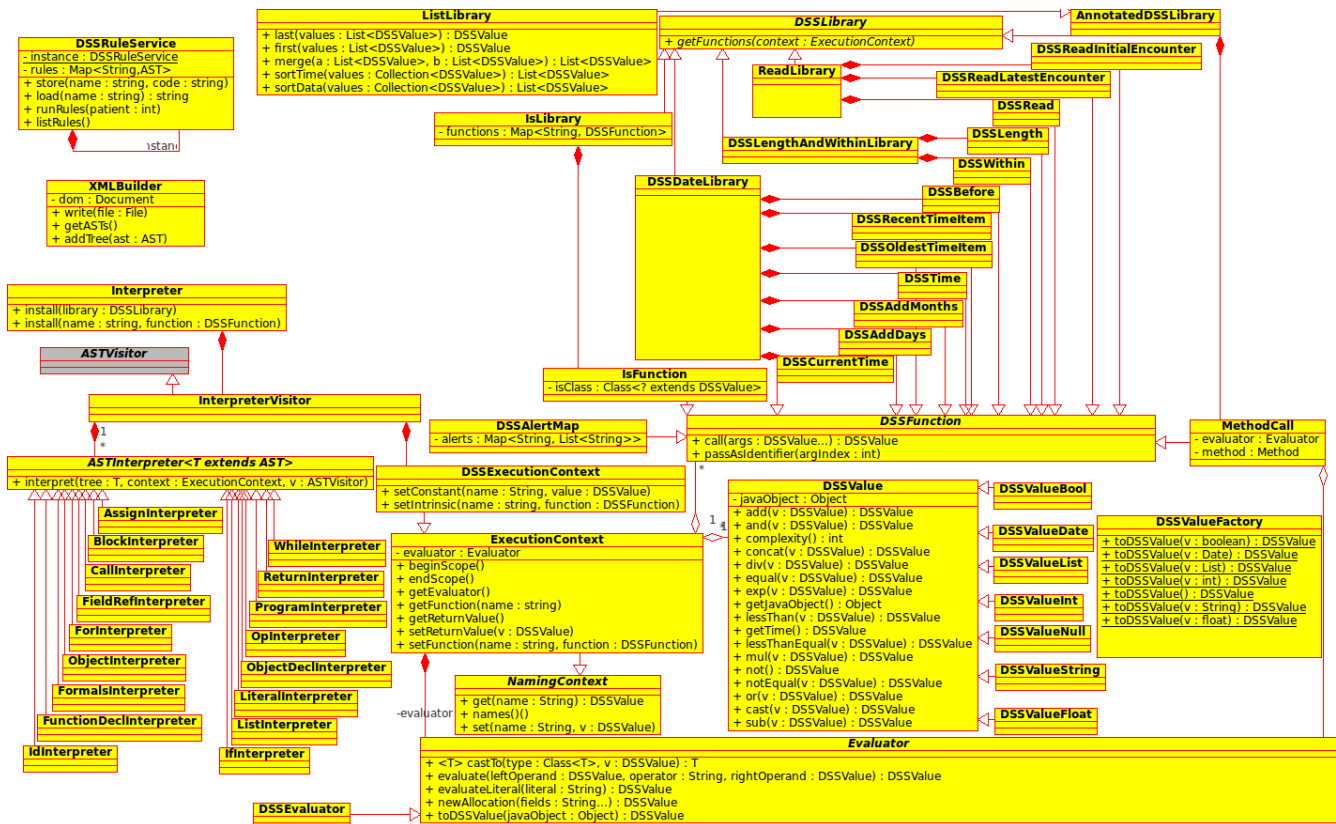 ListLibrary
+ last(values : List<DSSValue>) : DSSValue
+ first(values : List<DSSValue>) : DSSValue
+ merge(a : List<DSSValue>, b : List<DSSValue>) : List<DSSValue>
+ sortTime(values : Collection<DSSValue>) : List<DSSValue>
+ sortData(values : Collection<DSSValue>) : List<DSSValue>
DSSLibrary
+ getFunctions(context : ExecutionContext)
AnnotatedDSSLibrary
DSSRuleService
- instance : DSSRuleService
- rules : Map<String,AST>
+ store(name : string, code : string)
+ load(name : string) : string
+ runRules(patient : int)
+ listRules()
DSSReadInitialEncounter
ReadLibrary
DSSReadLatestEncounter
DSSRead
IsLibrary
- functions : Map<String, DSSFunction>
DSSLength
DSSLengthAndWithinLibrary
DSSWithin
XMLBuilder
- dom : Document
+ write(file : File)
+ getASTs()
+ addTree(ast : AST)
DSSDateLibrary
DSSBefore
DSSRecentTimeItem
DSSOldestTimeItem
DSSTime
DSSAddMonths
DSSAddDays
DSSCurrentTime
Interpreter
+ install(library : DSSLibrary)
+ install(name : string, function : DSSFunction)
ASTVisitor
IsFunction
- isClass : Class<? extends DSSValue>
InterpreterVisitor
1
*
DSSAlertMap
- alerts : Map<String, List<String>>
DSSFunction
+ call(args : DSSValue...) : DSSValue
+ passAsIdentifier(argIndex : int)
*
MethodCall
- evaluator : Evaluator
- method : Method
ASTInterpreter<T extends AST>
+ interpret(tree : T, context : ExecutionContext, v : ASTVisitor)
DSSExecutionContext
+ setConstant(name : String, value : DSSValue)
+ setIntrinsic(name : string, function : DSSFunction)
AssignInterpreter
BlockInterpreter
CallInterpreter
FieldRefInterpreter
ForInterpreter
ObjectInterpreter
FormalsInterpreter
FunctionDeclInterpreter
IdInterpreter
WhileInterpreter
ReturnInterpreter
ProgramInterpreter
OpInterpreter
ObjectDeclInterpreter
LiteralInterpreter
ListInterpreter
IfInterpreter
ExecutionContext
- evaluator : Evaluator
+ beginScope()
+ endScope()
+ getEvaluator()
+ getFunction(name : string)
+ getReturnValue()
+ setReturnValue(v : DSSValue)
+ setFunction(name : string, function : DSSFunction)
1
NamingContext
+ get(name : String) : DSSValue
+ names()()
+ set(name : String, v : DSSValue)
-evaluator
DSSValue
- javaObject : Object
+ add(v : DSSValue) : DSSValue
+ and(v : DSSValue) : DSSValue
+ complexity() : int
+ concat(v : DSSValue) : DSSValue
+ div(v : DSSValue) : DSSValue
+ equal(v : DSSValue) : DSSValue
+ exp(v : DSSValue) : DSSValue
+ getJavaObject() : Object
+ lessThan(v : DSSValue) : DSSValue
+ getTime() : DSSValue
+ lessThanEqual(v : DSSValue) : DSSValue
+ mul(v : DSSValue) : DSSValue
+ not() : DSSValue
+ notEqual(v : DSSValue) : DSSValue
+ or(v : DSSValue) : DSSValue
+ cast(v : DSSValue) : DSSValue
+ sub(v : DSSValue) : DSSValue
DSSValueBool
DSSValueDate
DSSValueList
DSSValueInt
DSSValueNull
DSSValueString
DSSValueFloat
DSSValueFactory
+ toDSSValue(v : boolean) : DSSValue
+ toDSSValue(v : Date) : DSSValue
+ toDSSValue(v : List) : DSSValue
+ toDSSValue(v : int) : DSSValue
+ toDSSValue() : DSSValue
+ toDSSValue(v : String) : DSSValue
+ toDSSValue(v : float) : DSSValue
Evaluator
+ <T> castTo(type : Class<T>, v : DSSValue) : T
+ evaluate(leftOperand : DSSValue, operator : String, rightOperand : DSSValue) : DSSValue
+ evaluateLiteral(literal : String) : DSSValue
+ newAllocation(fields : String...) : DSSValue
+ toDSSValue(javaObject : Object) : DSSValue
DSSEvaluator